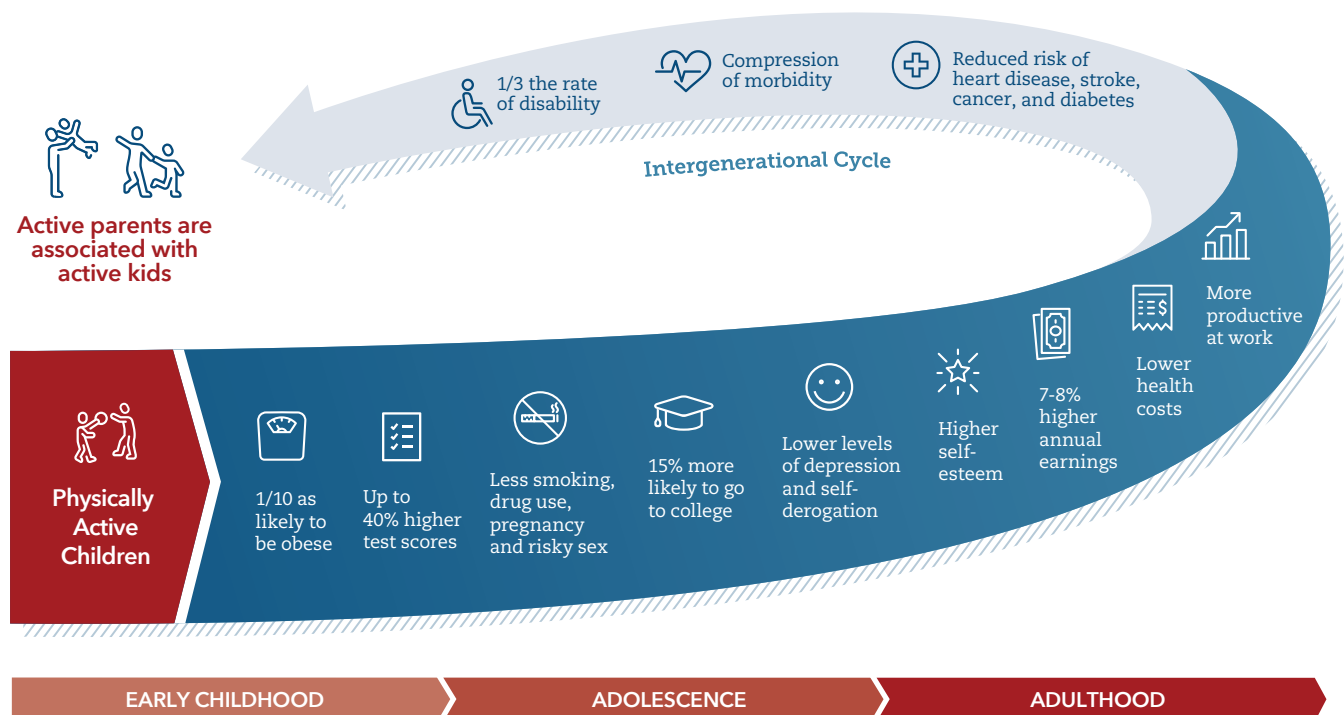 1/3 the rate
of disability
Compression
of morbidity
Reduced risk of
heart disease, stroke,
cancer, and diabetes
Intergenerational Cycle
Active parents are
associated with
active kids
Physically
Active
Children
1/10 as
likely to
be obese
Up to
40% higher
test scores
Less smoking,
drug use,
pregnancy
and risky sex
15% more
likely to go
to college
Lower levels
of depression
and self-
derogation
Higher
self-
esteem
7-8%
higher
annual
earnings
Lower
health
costs
More
productive
at work
EARLY CHILDHOOD
ADOLESCENCE
ADULTHOOD